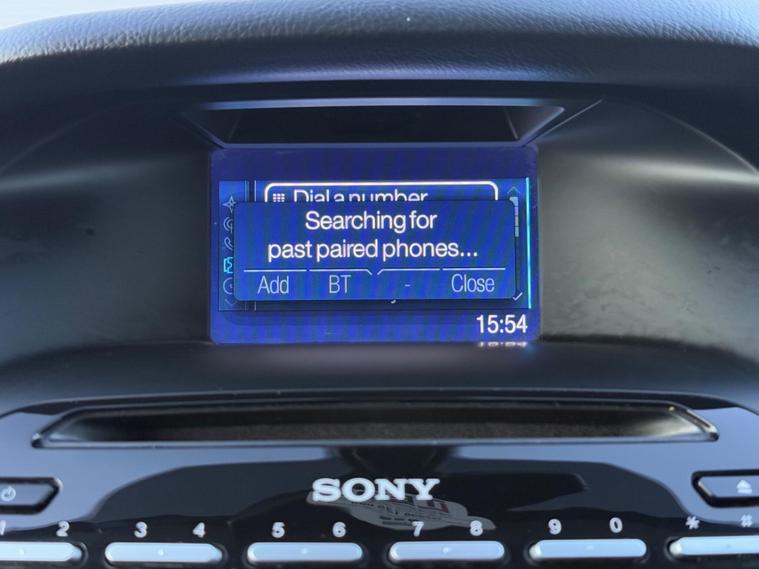 Dial a number
Searching for
past paired phones...
Add BT - Close
15:54
SONY
1 2 3 4 5 6 7 8 9 0 * #